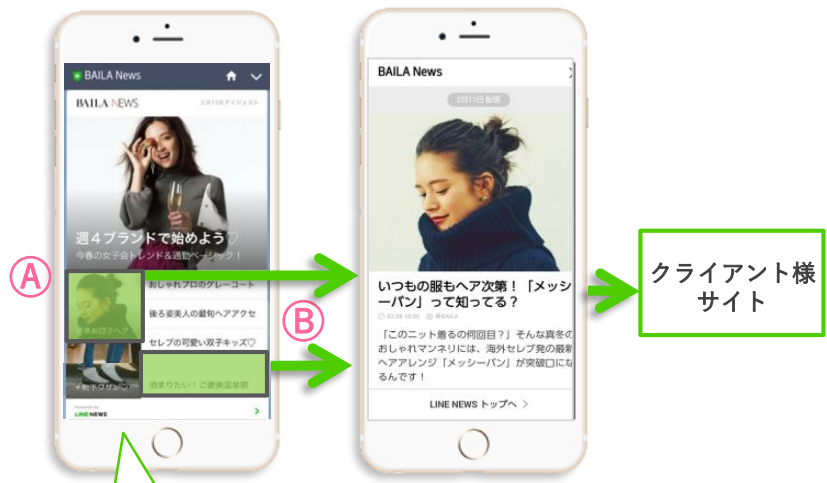 BAILA News
BAILA NEWS
2月11日ダイジェスト
週4ブランドで始めよう♡
今春の女子会トレンド&通勤ベーシック!
おしゃれプロのグレーコート
簡単お団子ヘア
後ろ姿美人の最旬ヘアアクセ
セレブの可愛い双子キッズ♡
泊まりたい!ご褒美温泉宿
Powered by
LINE NEWS
Ⓐ
Ⓑ
BAILA News
2月11日 配信
いつもの服もヘア次第!「メッシ
ーバン」って知ってる?
@BAILA
「このニット着るの何回目?」そんな真冬の
おしゃれマンネリには、海外セレブ発の最新
ヘアアレンジ「メッシーバン」が突破口にな
るんです!
LINE NEWS トップへ >
クライアント様
サイト